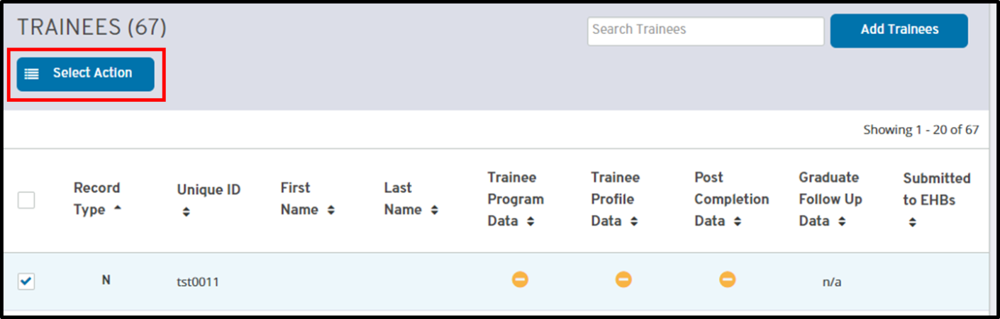 TRAINEES (67)
Search Trainees
Add Trainees
Select Action
Showing 1 - 20 of 67
Record
Type
Unique ID
First
Name
Last
Name
Trainee
Program
Data
Trainee
Profile
Data
Post
Completion
Data
Graduate
Follow Up
Data
Submitted
to EHBs
N
tst0011
n/a